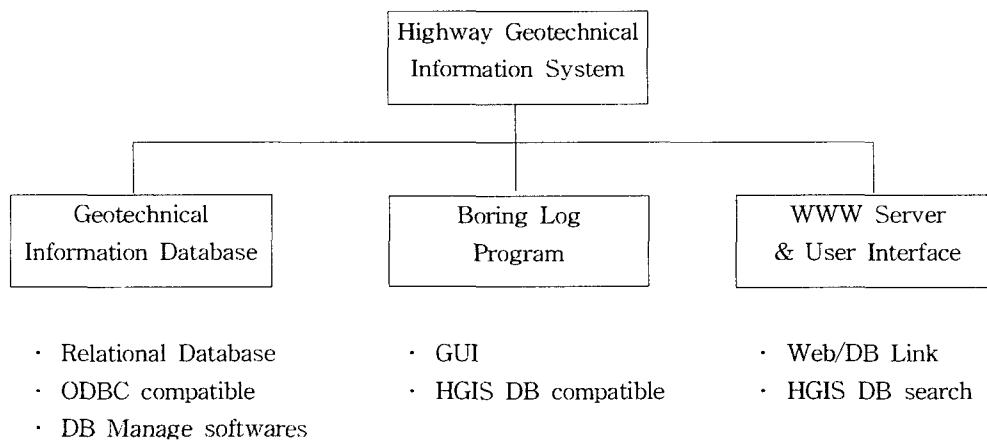 Highway Geotechnical
Information System
Geotechnical
Information Database
Boring Log
Program
WWW Server
& User Interface
· Relational Database
· ODBC compatible
· DB Manage softwares
· GUI
· HGIS DB compatible
· Web/DB Link
· HGIS DB search